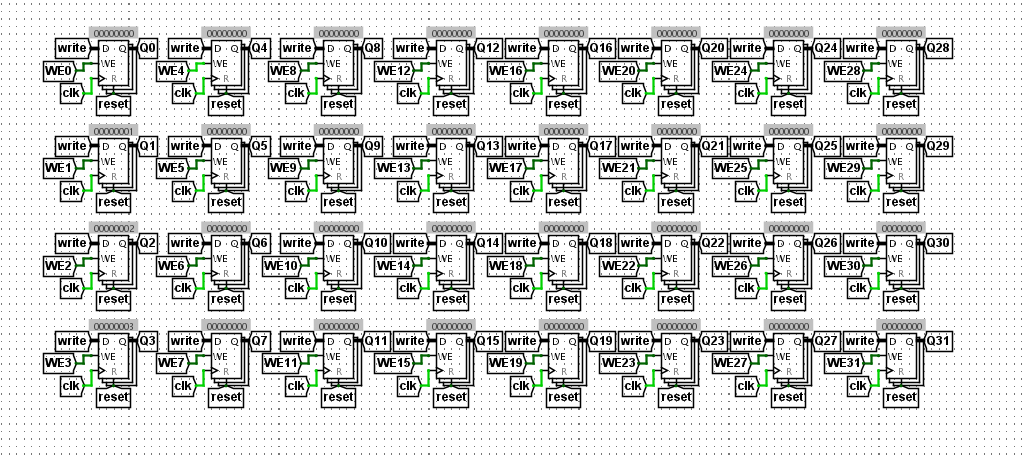 00000000 00000000 00000000 00000000 00000000 00000000 00000000 00000000
write D Q Q0 write D Q Q4 write D Q Q8 write D Q Q12 write D Q Q16 write D Q Q20 write D Q Q24 write D Q Q28
WE0 WE WE4 WE WE8 WE WE12 WE WE16 WE WE20 WE WE24 WE WE28 WE
clk R clk R clk R clk R clk R clk R clk R clk R
reset reset reset reset reset reset reset reset
00000001 00000000 00000000 00000000 00000000 00000000 00000000 00000000
write D Q Q1 write D Q Q5 write D Q Q9 write D Q Q13 write D Q Q17 write D Q Q21 write D Q Q25 write D Q Q29
WE1 WE WE5 WE WE9 WE WE13 WE WE17 WE WE21 WE WE25 WE WE29 WE
clk R clk R clk R clk R clk R clk R clk R clk R
reset reset reset reset reset reset reset reset
00000002 00000000 00000000 00000000 00000000 00000000 00000000 00000000
write D Q Q2 write D Q Q6 write D Q Q10 write D Q Q14 write D Q Q18 write D Q Q22 write D Q Q26 write D Q Q30
WE2 WE WE6 WE WE10 WE WE14 WE WE18 WE WE22 WE WE26 WE WE30 WE
clk R clk R clk R clk R clk R clk R clk R clk R
reset reset reset reset reset reset reset reset
00000003 00000000 00000000 00000000 00000000 00000000 00000000 00000000
write D Q Q3 write D Q Q7 write D Q Q11 write D Q Q15 write D Q Q19 write D Q Q23 write D Q Q27 write D Q Q31
WE3 WE WE7 WE WE11 WE WE15 WE WE19 WE WE23 WE WE27 WE WE31 WE
clk R clk R clk R clk R clk R clk R clk R clk R
reset reset reset reset reset reset reset reset